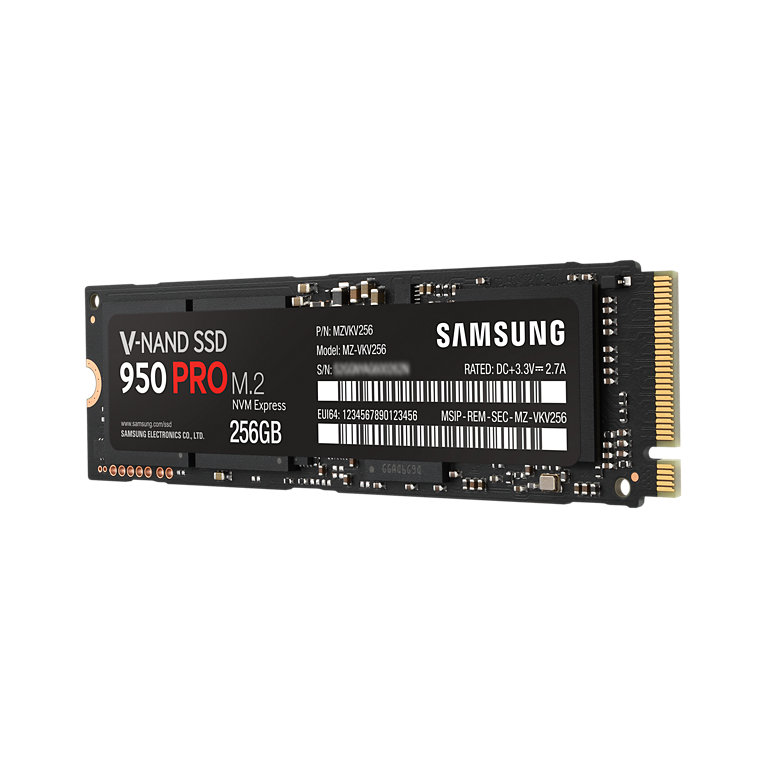 V-NAND SSD
950 PRO M.2
NVM Express
www.samsung.com/ssd
SAMSUNG ELECTRONICS CO., LTD.
256GB
P/N: MZVKV256
Model: MZ-VKV256
S/N:
SAMSUNG
RATED: DC+3.3V⎓ 2.7A
EUI64: 1234567890123456 MSIP-REM-SEC-MZ-VKV256